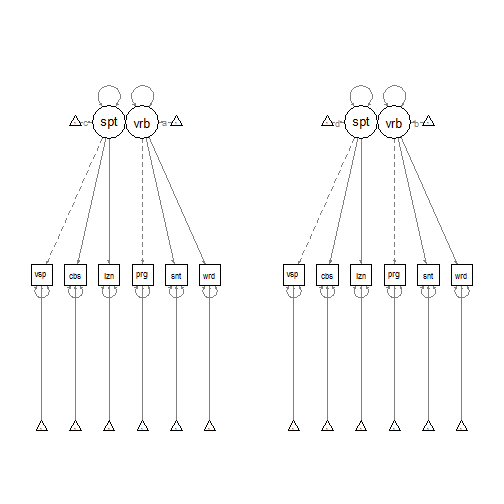 c spt vrb a d spt vrb b
vsp cbs lzn prg snt wrd vsp cbs lzn prg snt wrd